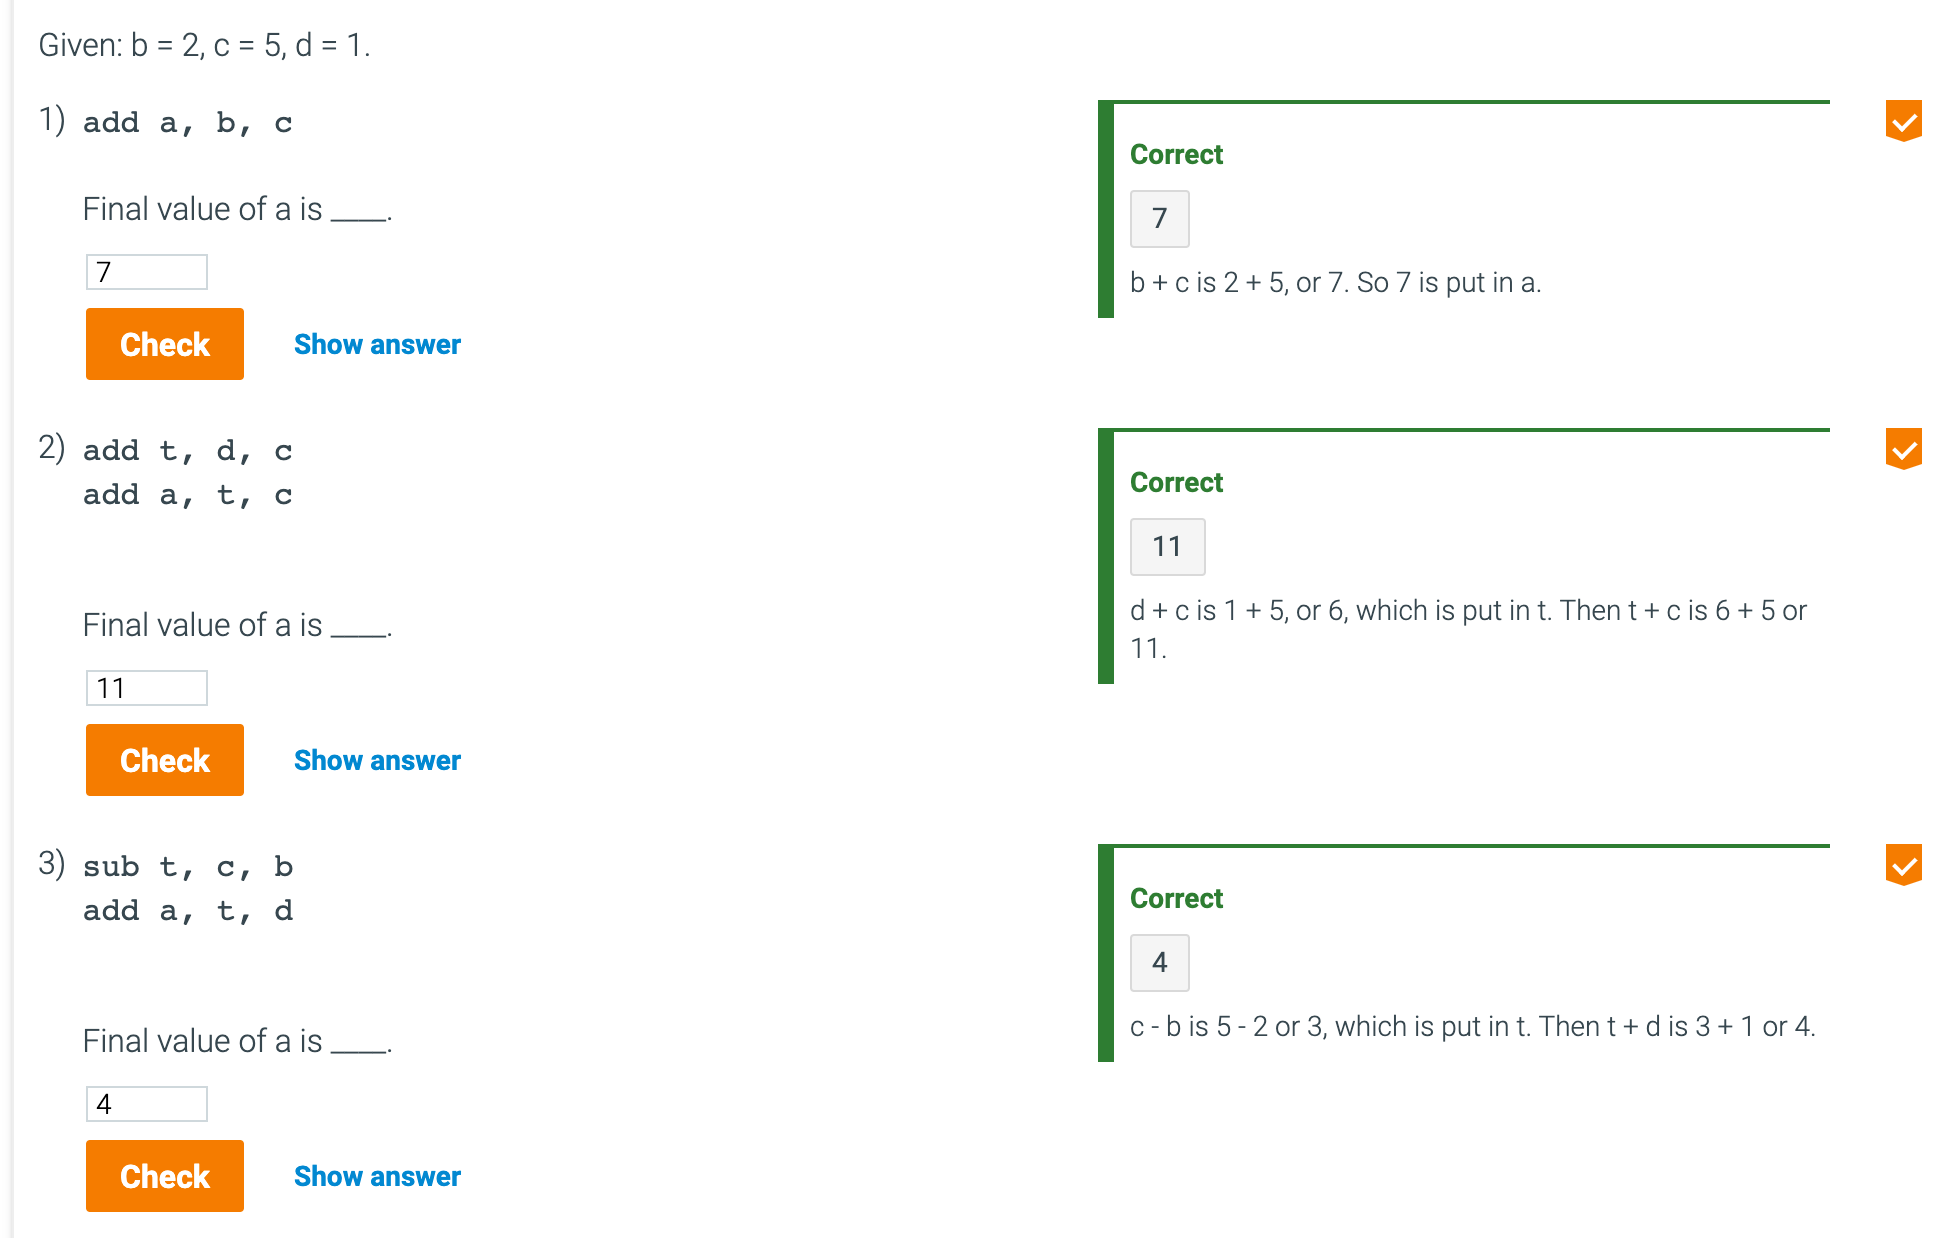 Given: b = 2, c = 5, d = 1.
1) add a, b, c
Final value of a is ____.
7
Check Show answer
Correct
7
b + c is 2 + 5, or 7. So 7 is put in a.
2) add t, d, c
add a, t, c
Final value of a is ____.
11
Check Show answer
Correct
11
d + c is 1 + 5, or 6, which is put in t. Then t + c is 6 + 5 or
11.
3) sub t, c, b
add a, t, d
Final value of a is ____.
4
Check Show answer
Correct
4
c - b is 5 - 2 or 3, which is put in t. Then t + d is 3 + 1 or 4.